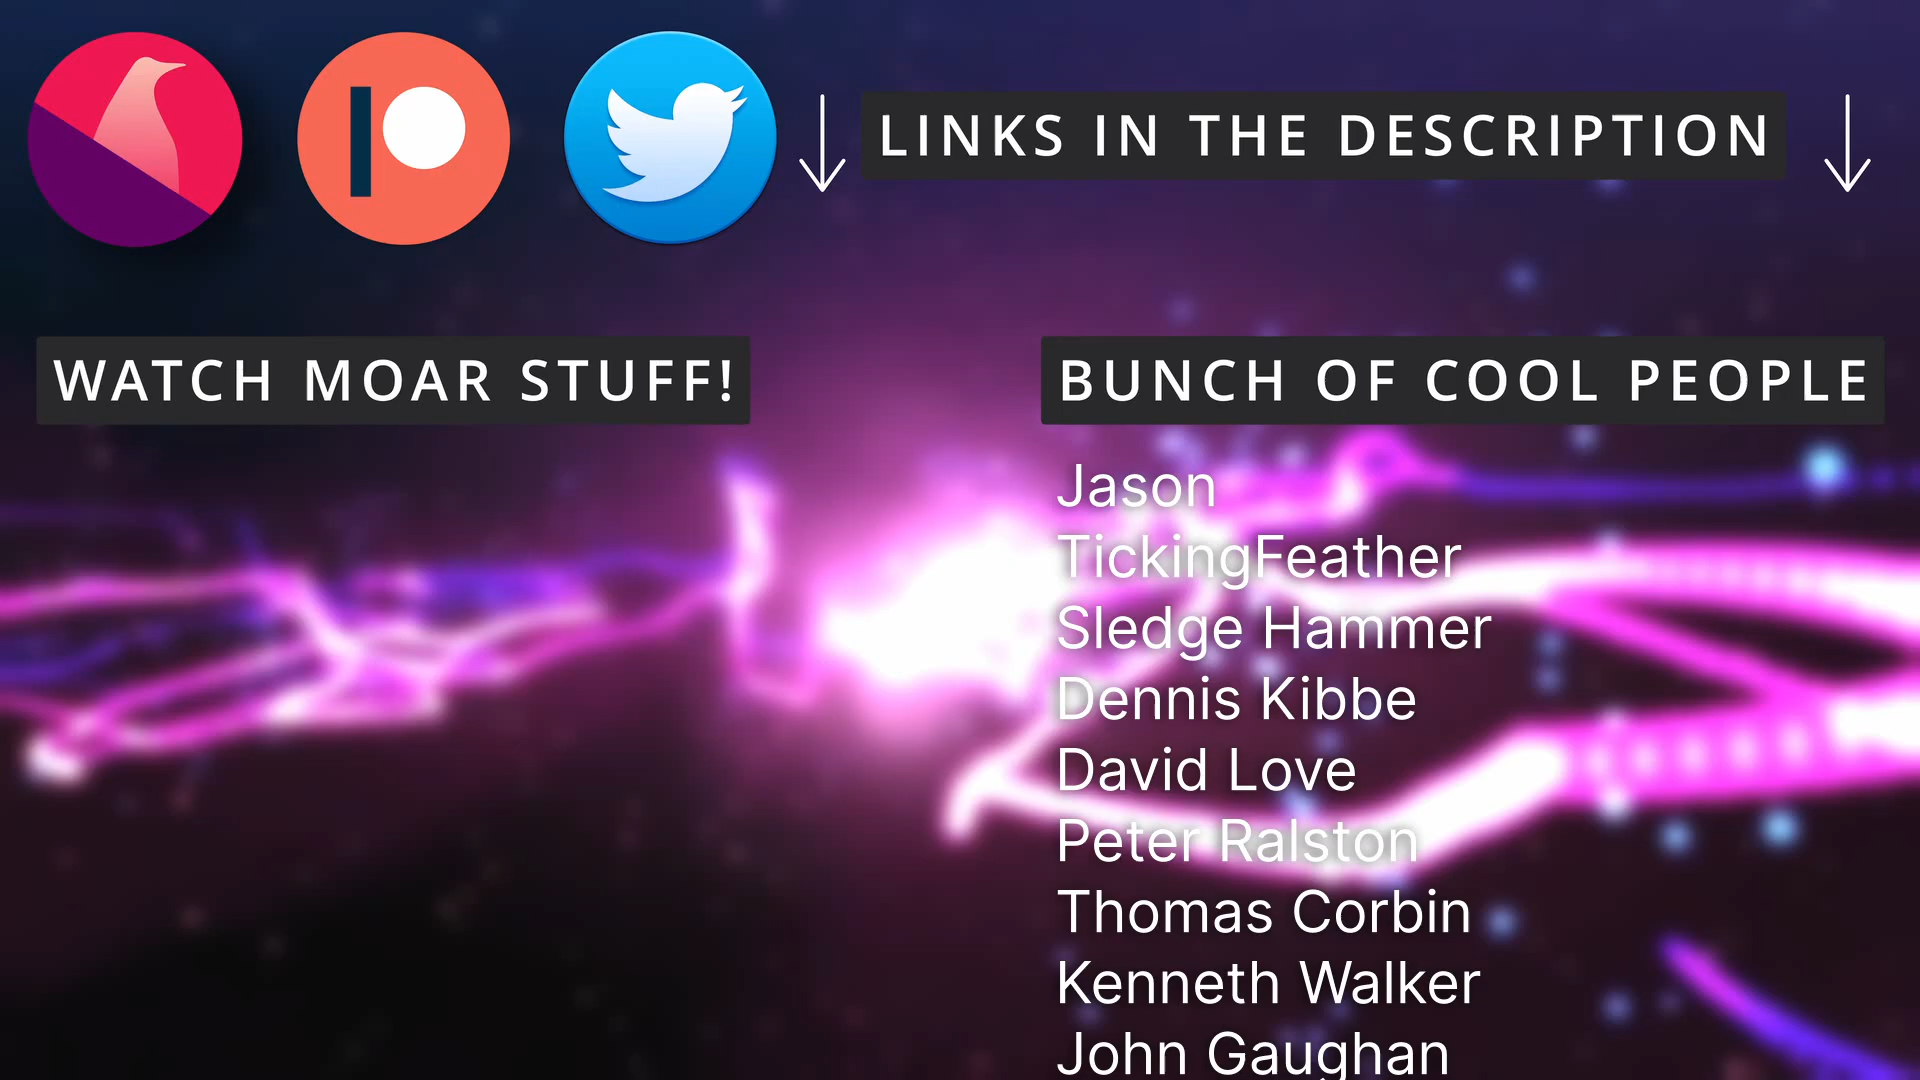 LINKS IN THE DESCRIPTION
WATCH MOAR STUFF!
BUNCH OF COOL PEOPLE
Jason
TickingFeather
Sledge Hammer
Dennis Kibbe
David Love
Peter Ralston
Thomas Corbin
Kenneth Walker
John Gaughan